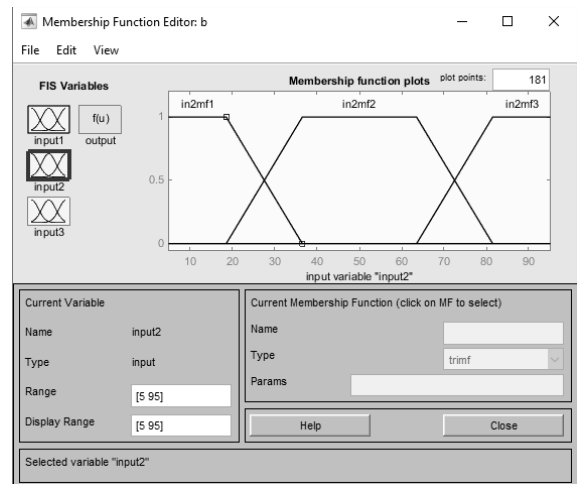 Membership Function Editor: b
File Edit View
FIS Variables
Membership function plots plot points: 181
f(u)
input1 output
input2
input3
in2mf1 in2mf2 in2mf3
1
0.5
0
10 20 30 40 50 60 70 80 90
input variable "input2"
Current Variable
Name input2
Type input
Range [5 95]
Display Range [5 95]
Current Membership Function (click on MF to select)
Name
Type trimf
Params
Help Close
Selected variable "input2"